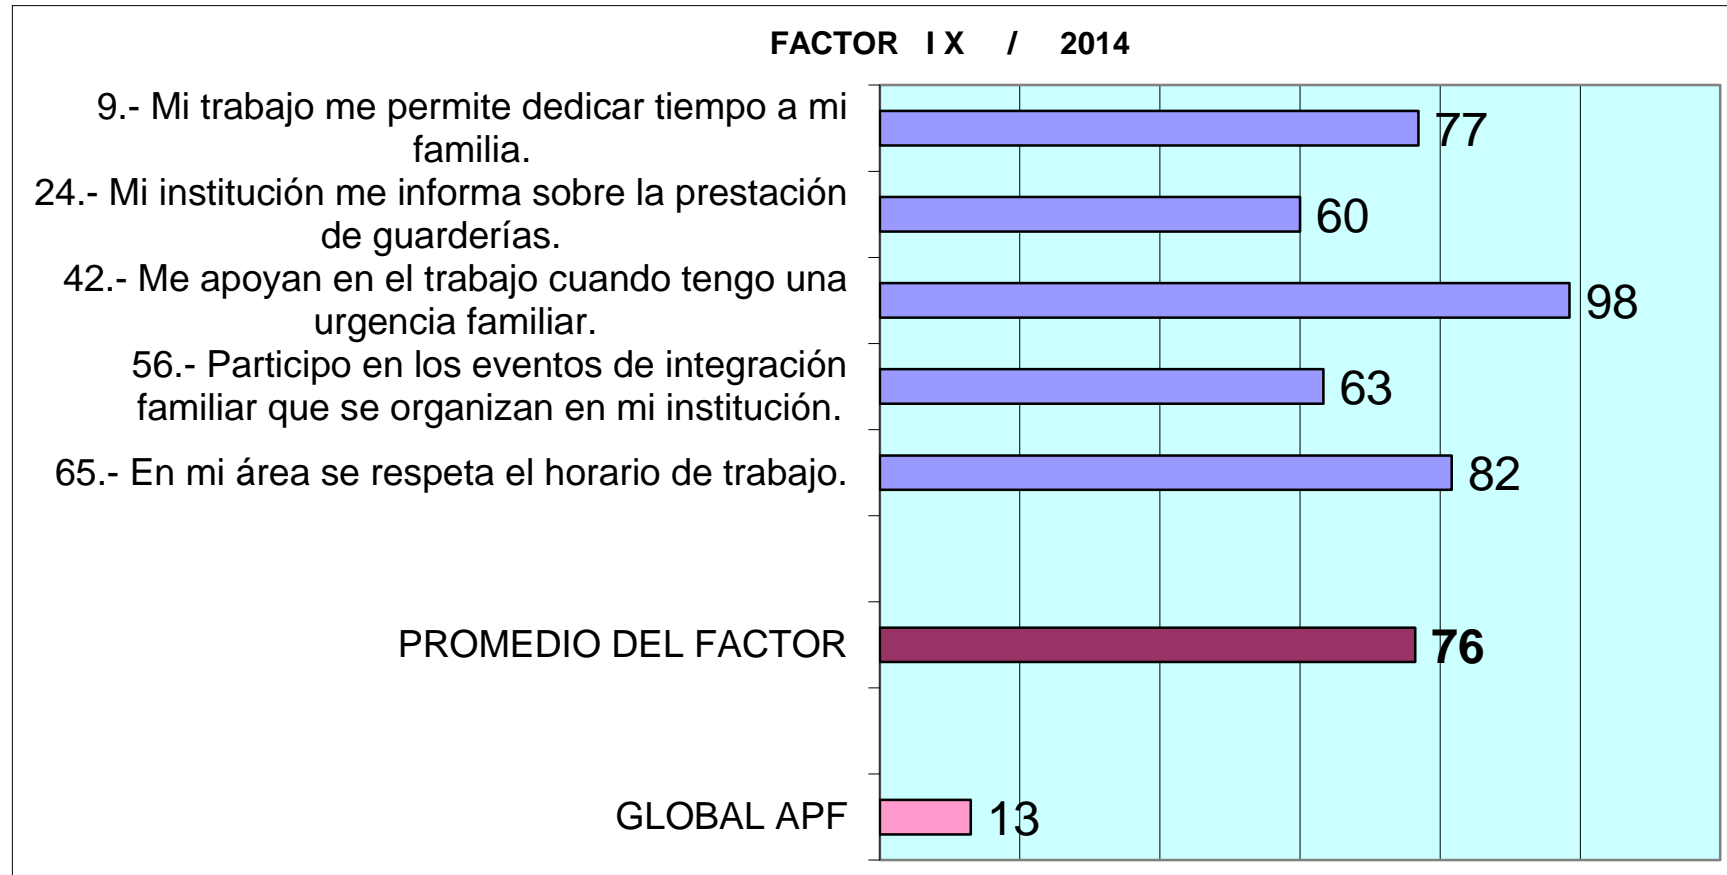 FACTOR I X / 2014
9.- Mi trabajo me permite dedicar tiempo a mi
familia.
77
24.- Mi institución me informa sobre la prestación
de guarderías.
60
42.- Me apoyan en el trabajo cuando tengo una
urgencia familiar.
98
56.- Participo en los eventos de integración
familiar que se organizan en mi institución.
63
65.- En mi área se respeta el horario de trabajo.
82
PROMEDIO DEL FACTOR
76
GLOBAL APF
13